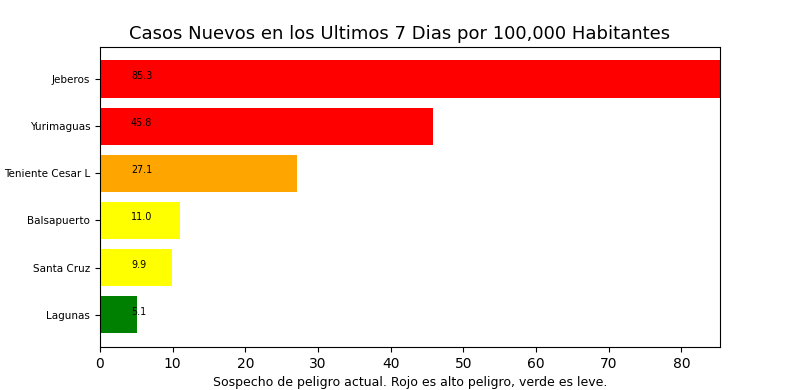 Casos Nuevos en los Ultimos 7 Dias por 100,000 Habitantes
Jeberos 85.3
Yurimaguas 45.8
Teniente Cesar L 27.1
Balsapuerto 11.0
Santa Cruz 9.9
Lagunas 5.1
0 10 20 30 40 50 60 70 80
Sospecho de peligro actual. Rojo es alto peligro, verde es leve.